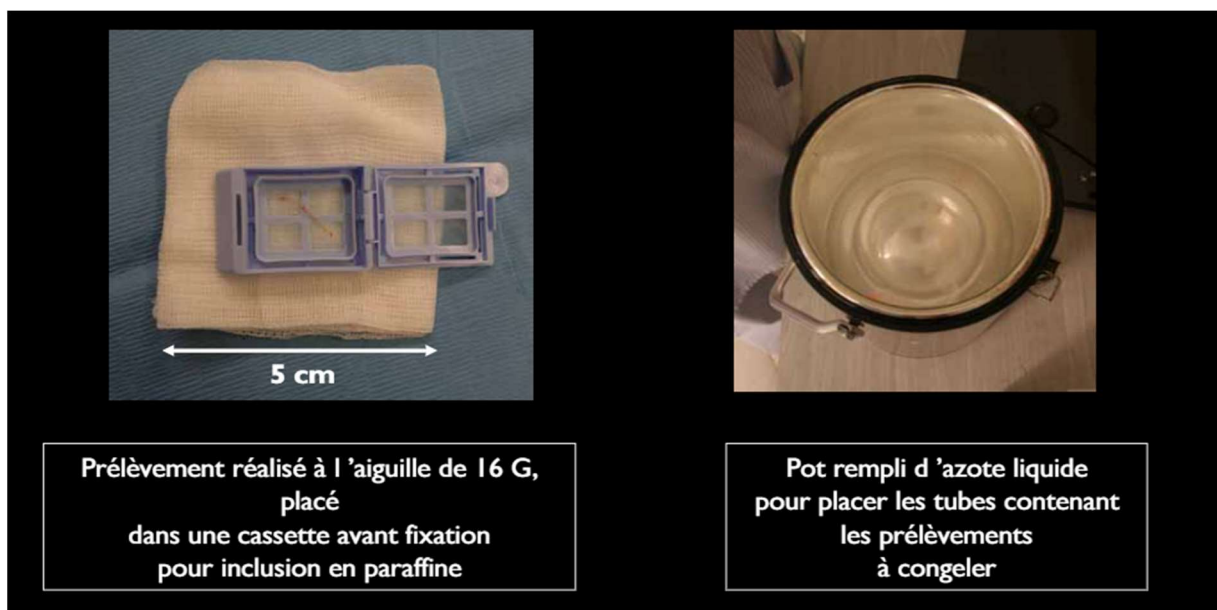 5 cm
Prélèvement réalisé à l ’aiguille de 16 G,
placé
dans une cassette avant fixation
pour inclusion en paraffine
Pot rempli d ’azote liquide
pour placer les tubes contenant
les prélèvements
à congeler